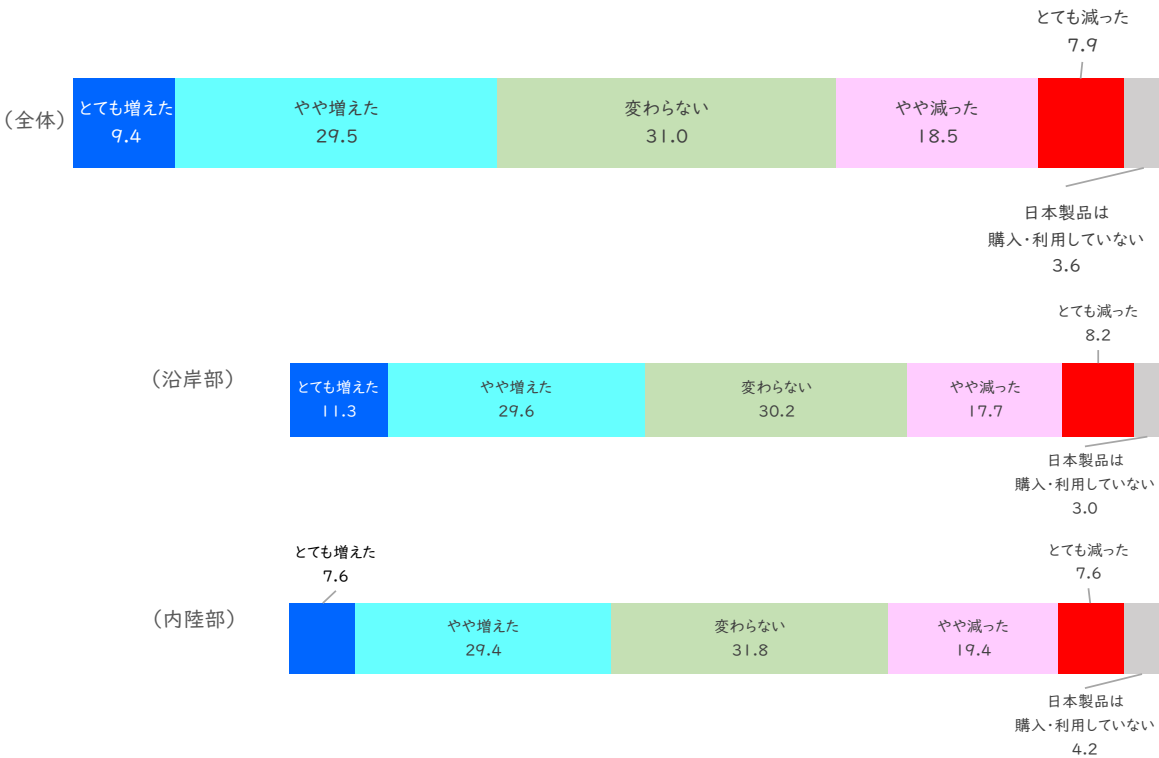 とても減った
7.9
(全体)
とても増えた
9.4
やや増えた
29.5
変わらない
31.0
やや減った
18.5
日本製品は
購入・利用していない
3.6
とても減った
8.2
(沿岸部)
とても増えた
11.3
やや増えた
29.6
変わらない
30.2
やや減った
17.7
日本製品は
購入・利用していない
3.0
とても増えた
7.6
とても減った
7.6
(内陸部)
やや増えた
29.4
変わらない
31.8
やや減った
19.4
日本製品は
購入・利用していない
4.2